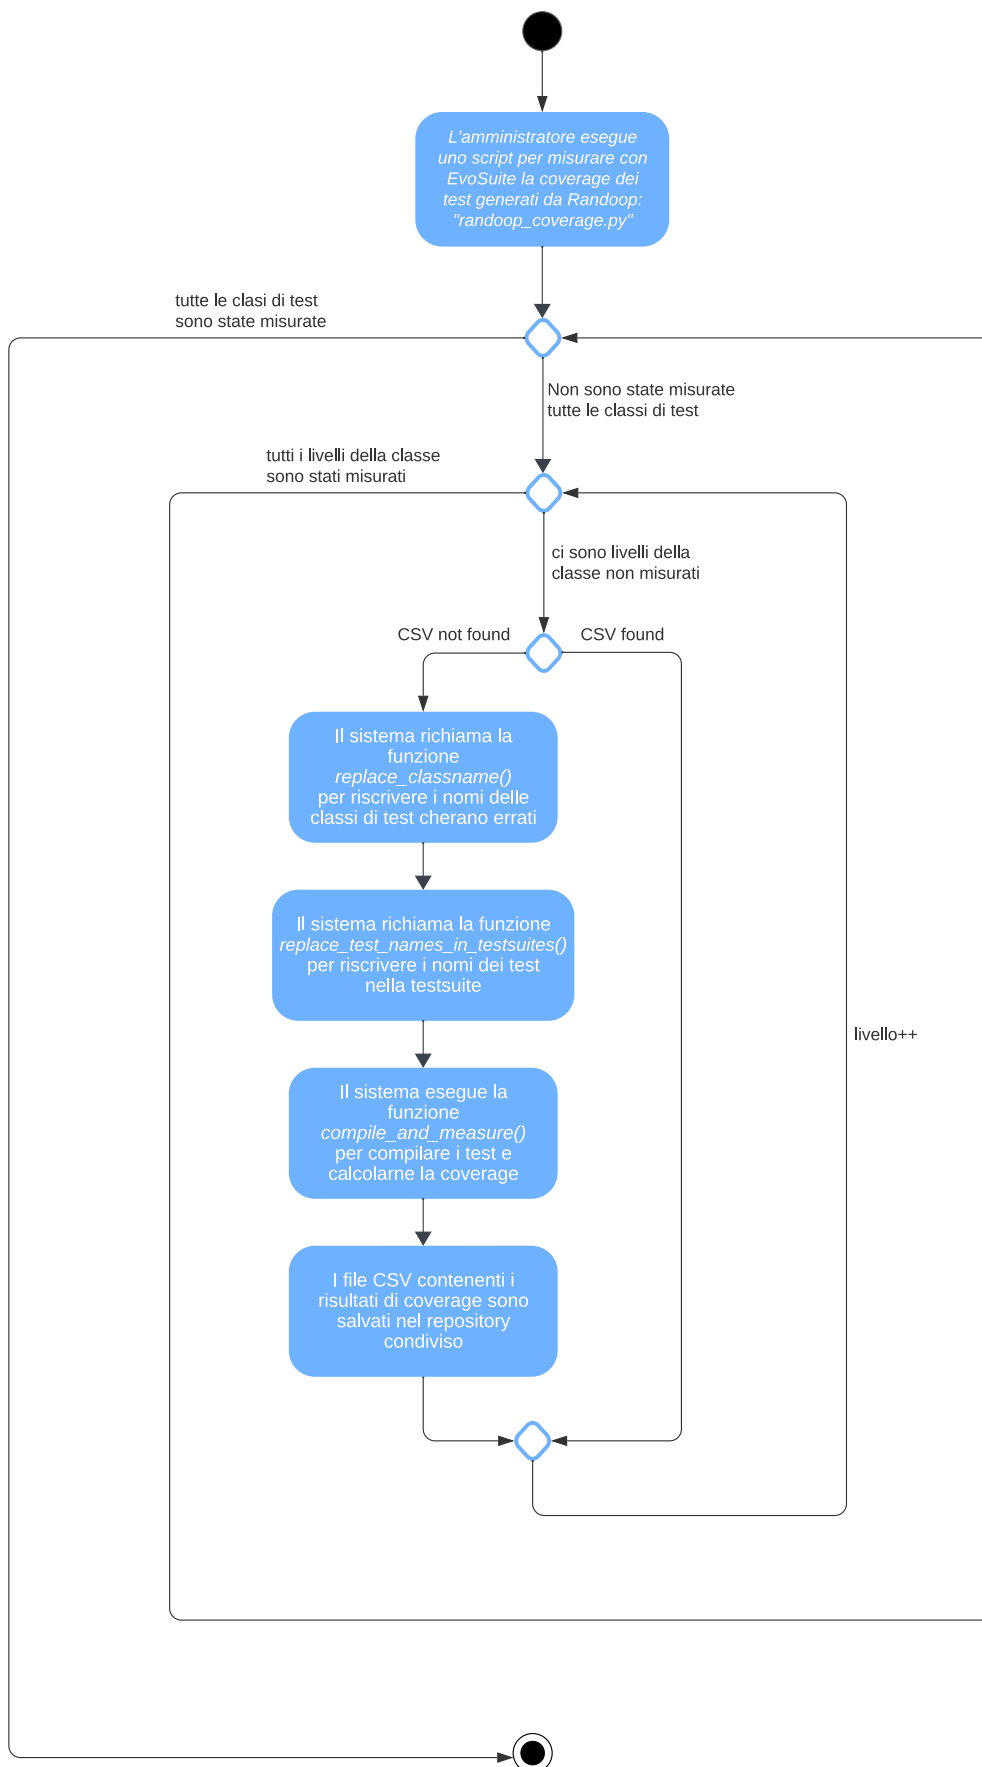 L'amministratore esegue
uno script per misurare con
EvoSuite la coverage dei
test generati da Randoop:
"randoop_coverage.py"
tutte le clasi di test
sono state misurate
Non sono state misurate
tutte le classi di test
tutti i livelli della classe
sono stati misurati
ci sono livelli della
classe non misurati
CSV not found
CSV found
Il sistema richiama la
funzione
replace_classname()
per riscrivere i nomi delle
classi di test cherano errati
Il sistema richiama la funzione
replace_test_names_in_testsuites()
per riscrivere i nomi dei test
nella testsuite
livello++
Il sistema esegue la
funzione
compile_and_measure()
per compilare i test e
calcolarne la coverage
I file CSV contenenti i
risultati di coverage sono
salvati nel repository
condiviso